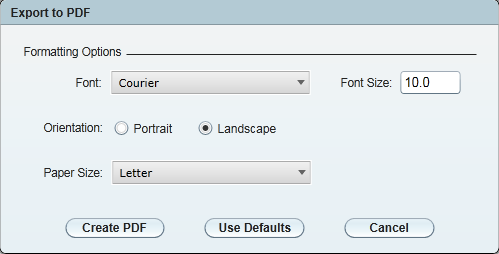 Export to PDF
Formatting Options
Font: Courier Font Size: 10.0
Orientation: Portrait Landscape
Paper Size: Letter
Create PDF Use Defaults Cancel